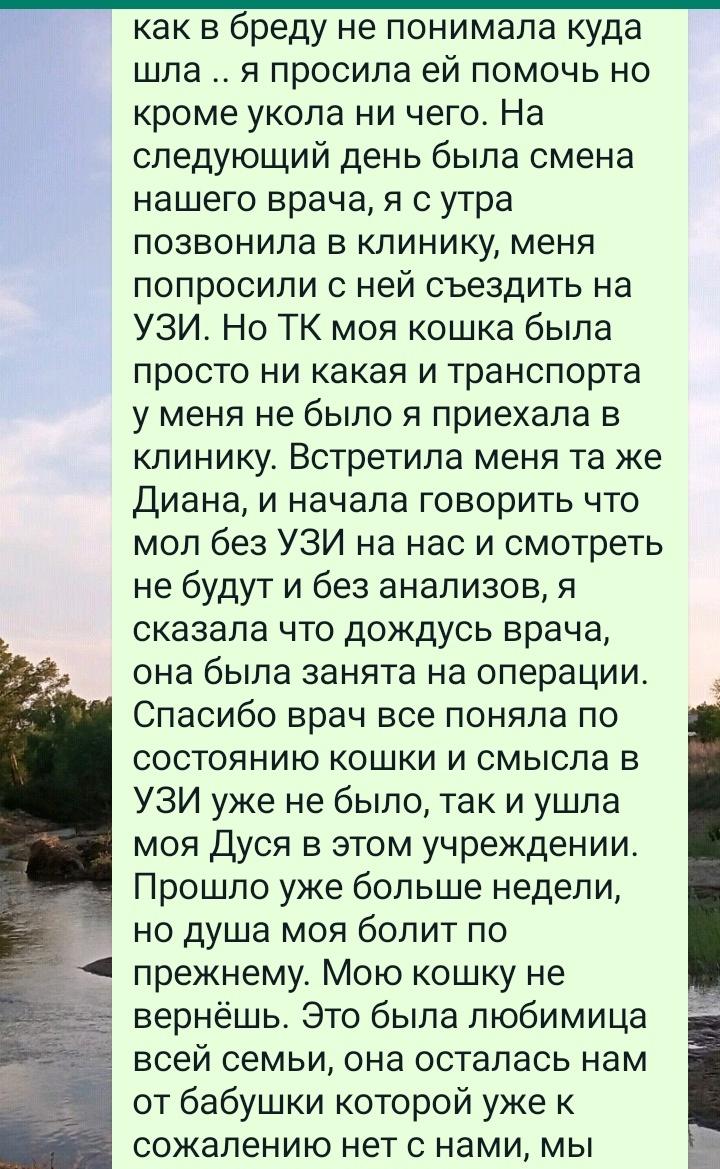 как в бреду не понимала куда
шла .. я просила ей помочь но
кроме укола ни чего. На
следующий день была смена
нашего врача, я с утра
позвонила в клинику, меня
попросили с ней съездить на
УЗИ. Но ТК моя кошка была
просто ни какая и транспорта
у меня не было я приехала в
клинику. Встретила меня та же
Диана, и начала говорить что
мол без УЗИ на нас и смотреть
не будут и без анализов, я
сказала что дождусь врача,
она была занята на операции.
Спасибо врач все поняла по
состоянию кошки и смысла в
УЗИ уже не было, так и ушла
моя Дуся в этом учреждении.
Прошло уже больше недели,
но душа моя болит по
прежнему. Мою кошку не
вернёшь. Это была любимица
всей семьи, она осталась нам
от бабушки которой уже к
сожалению нет с нами, мы